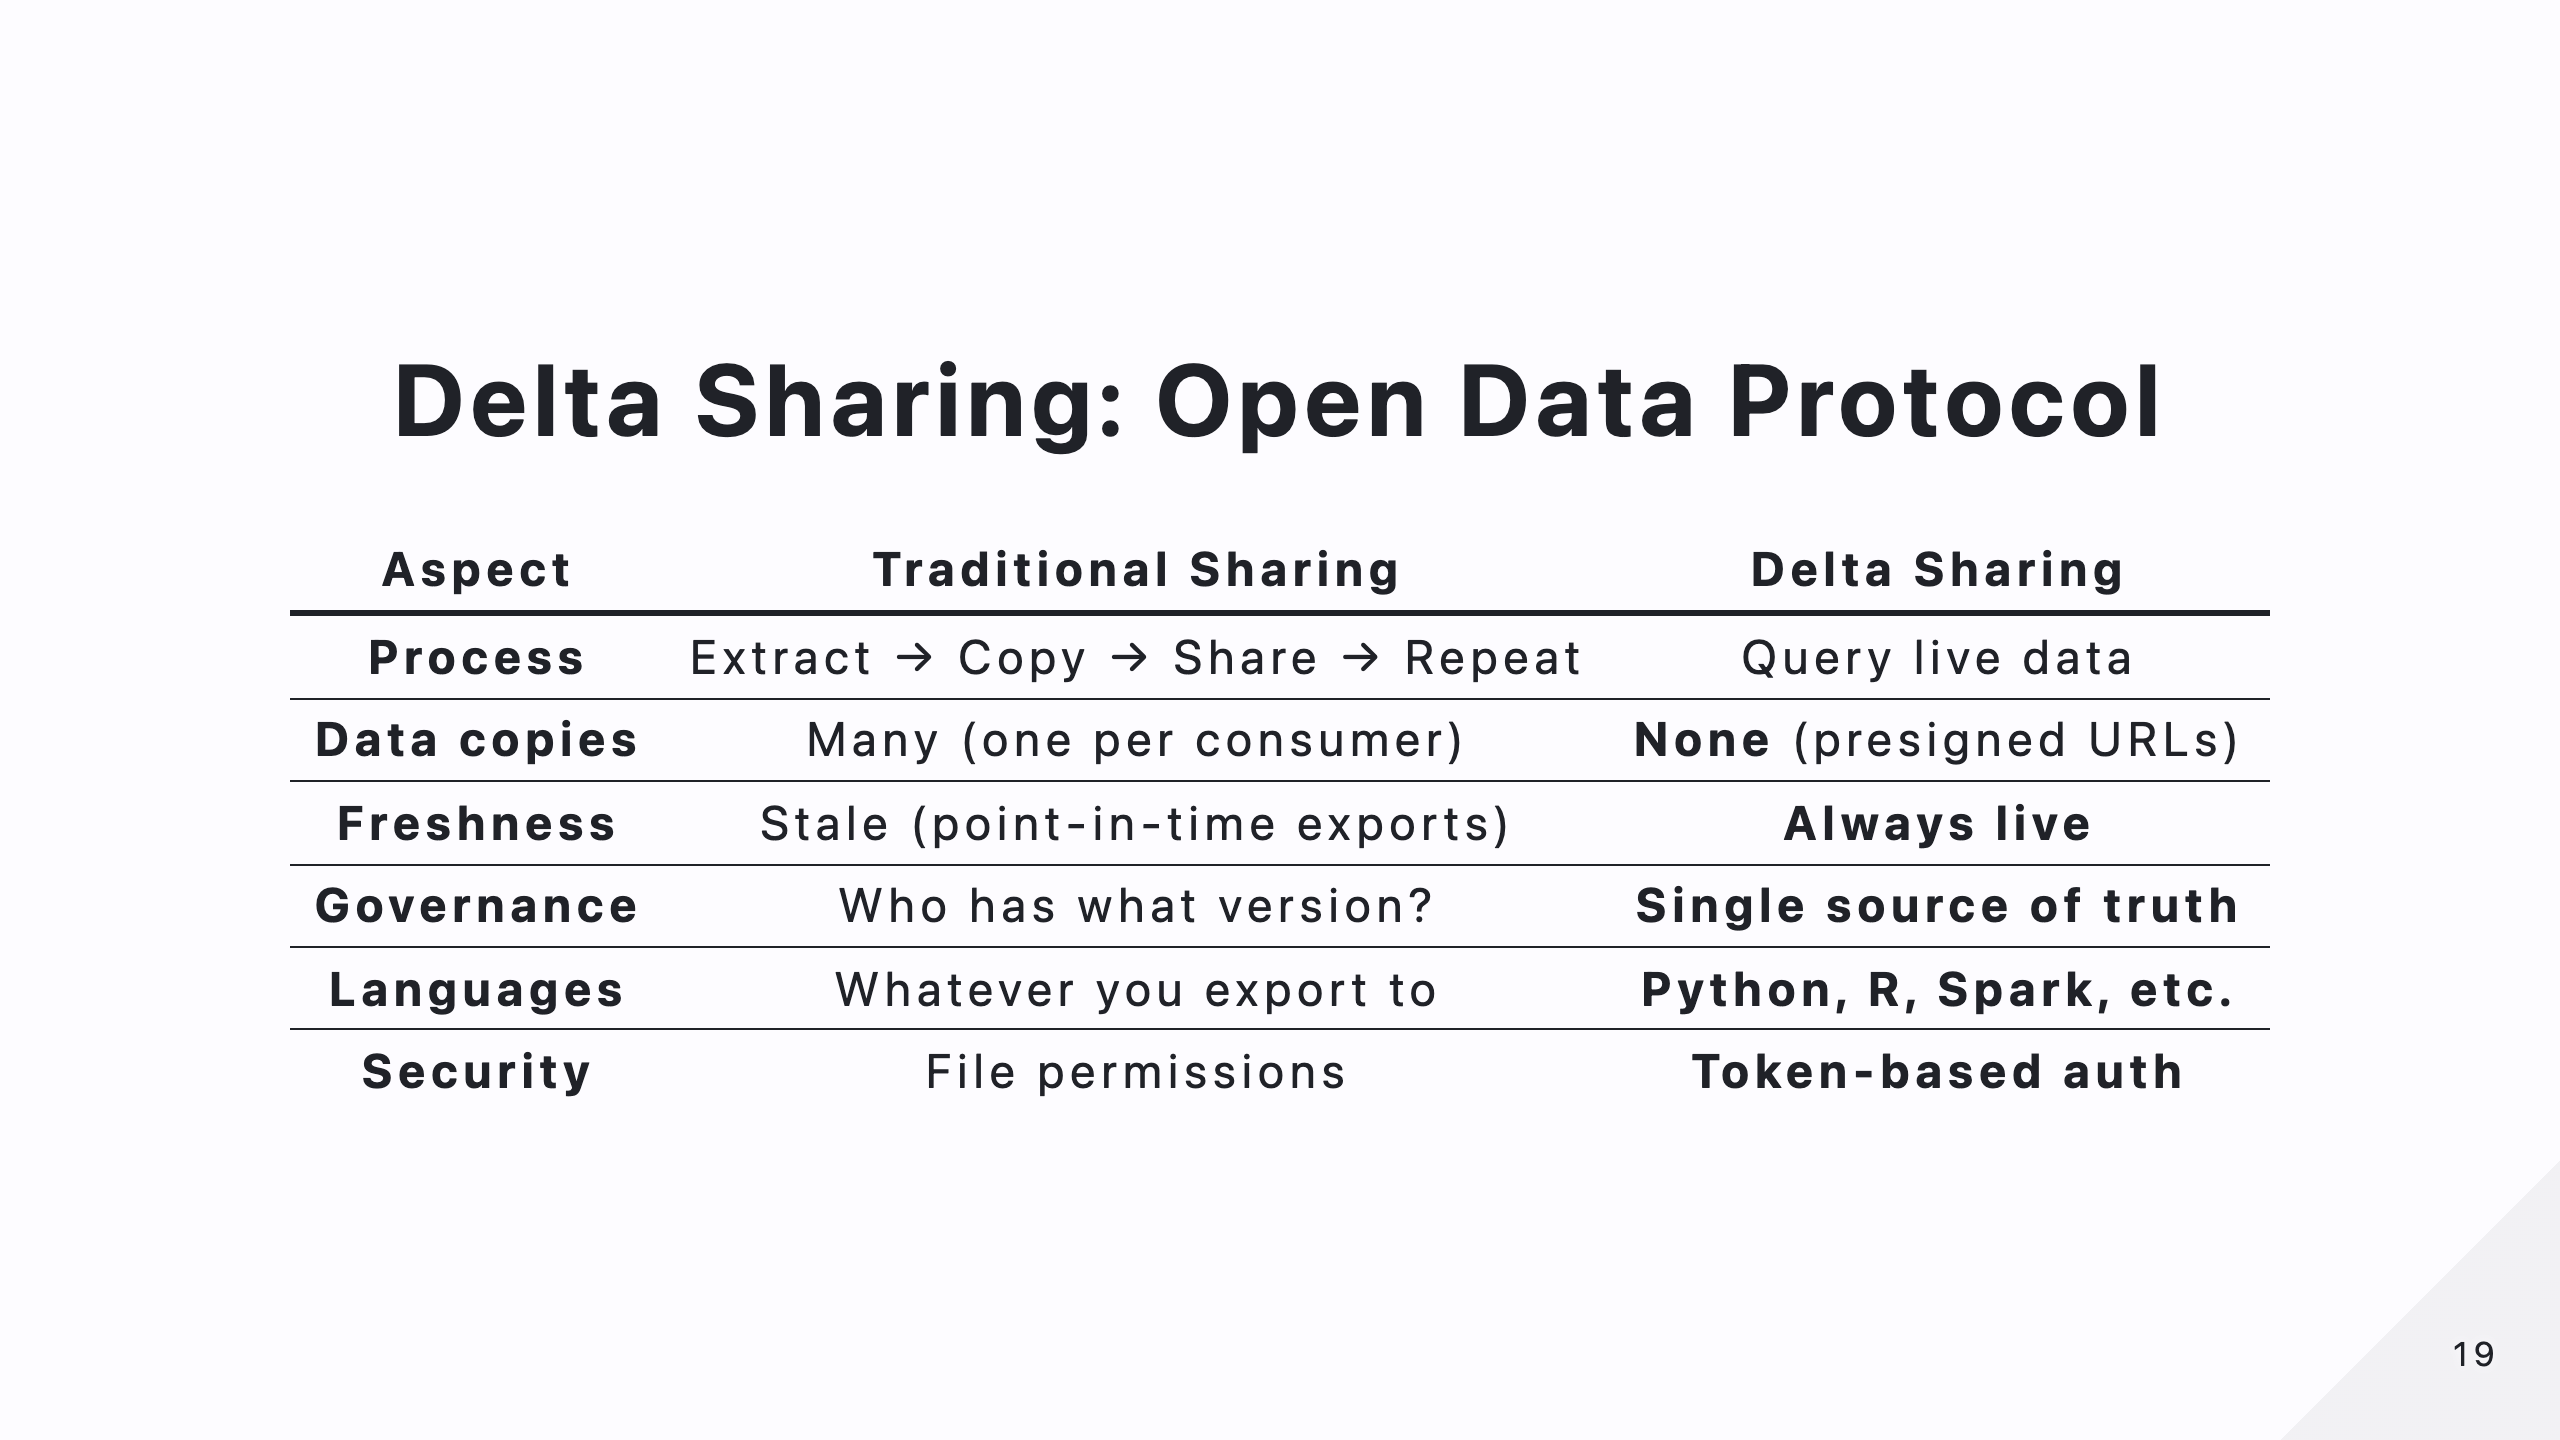 Delta Sharing: Open Data Protocol
Aspect Traditional Sharing Delta Sharing
Process Extract → Copy → Share → Repeat Query live data
Data copies Many (one per consumer) None (presigned URLs)
Freshness Stale (point-in-time exports) Always live
Governance Who has what version? Single source of truth
Languages Whatever you export to Python, R, Spark, etc.
Security File permissions Token-based auth
19